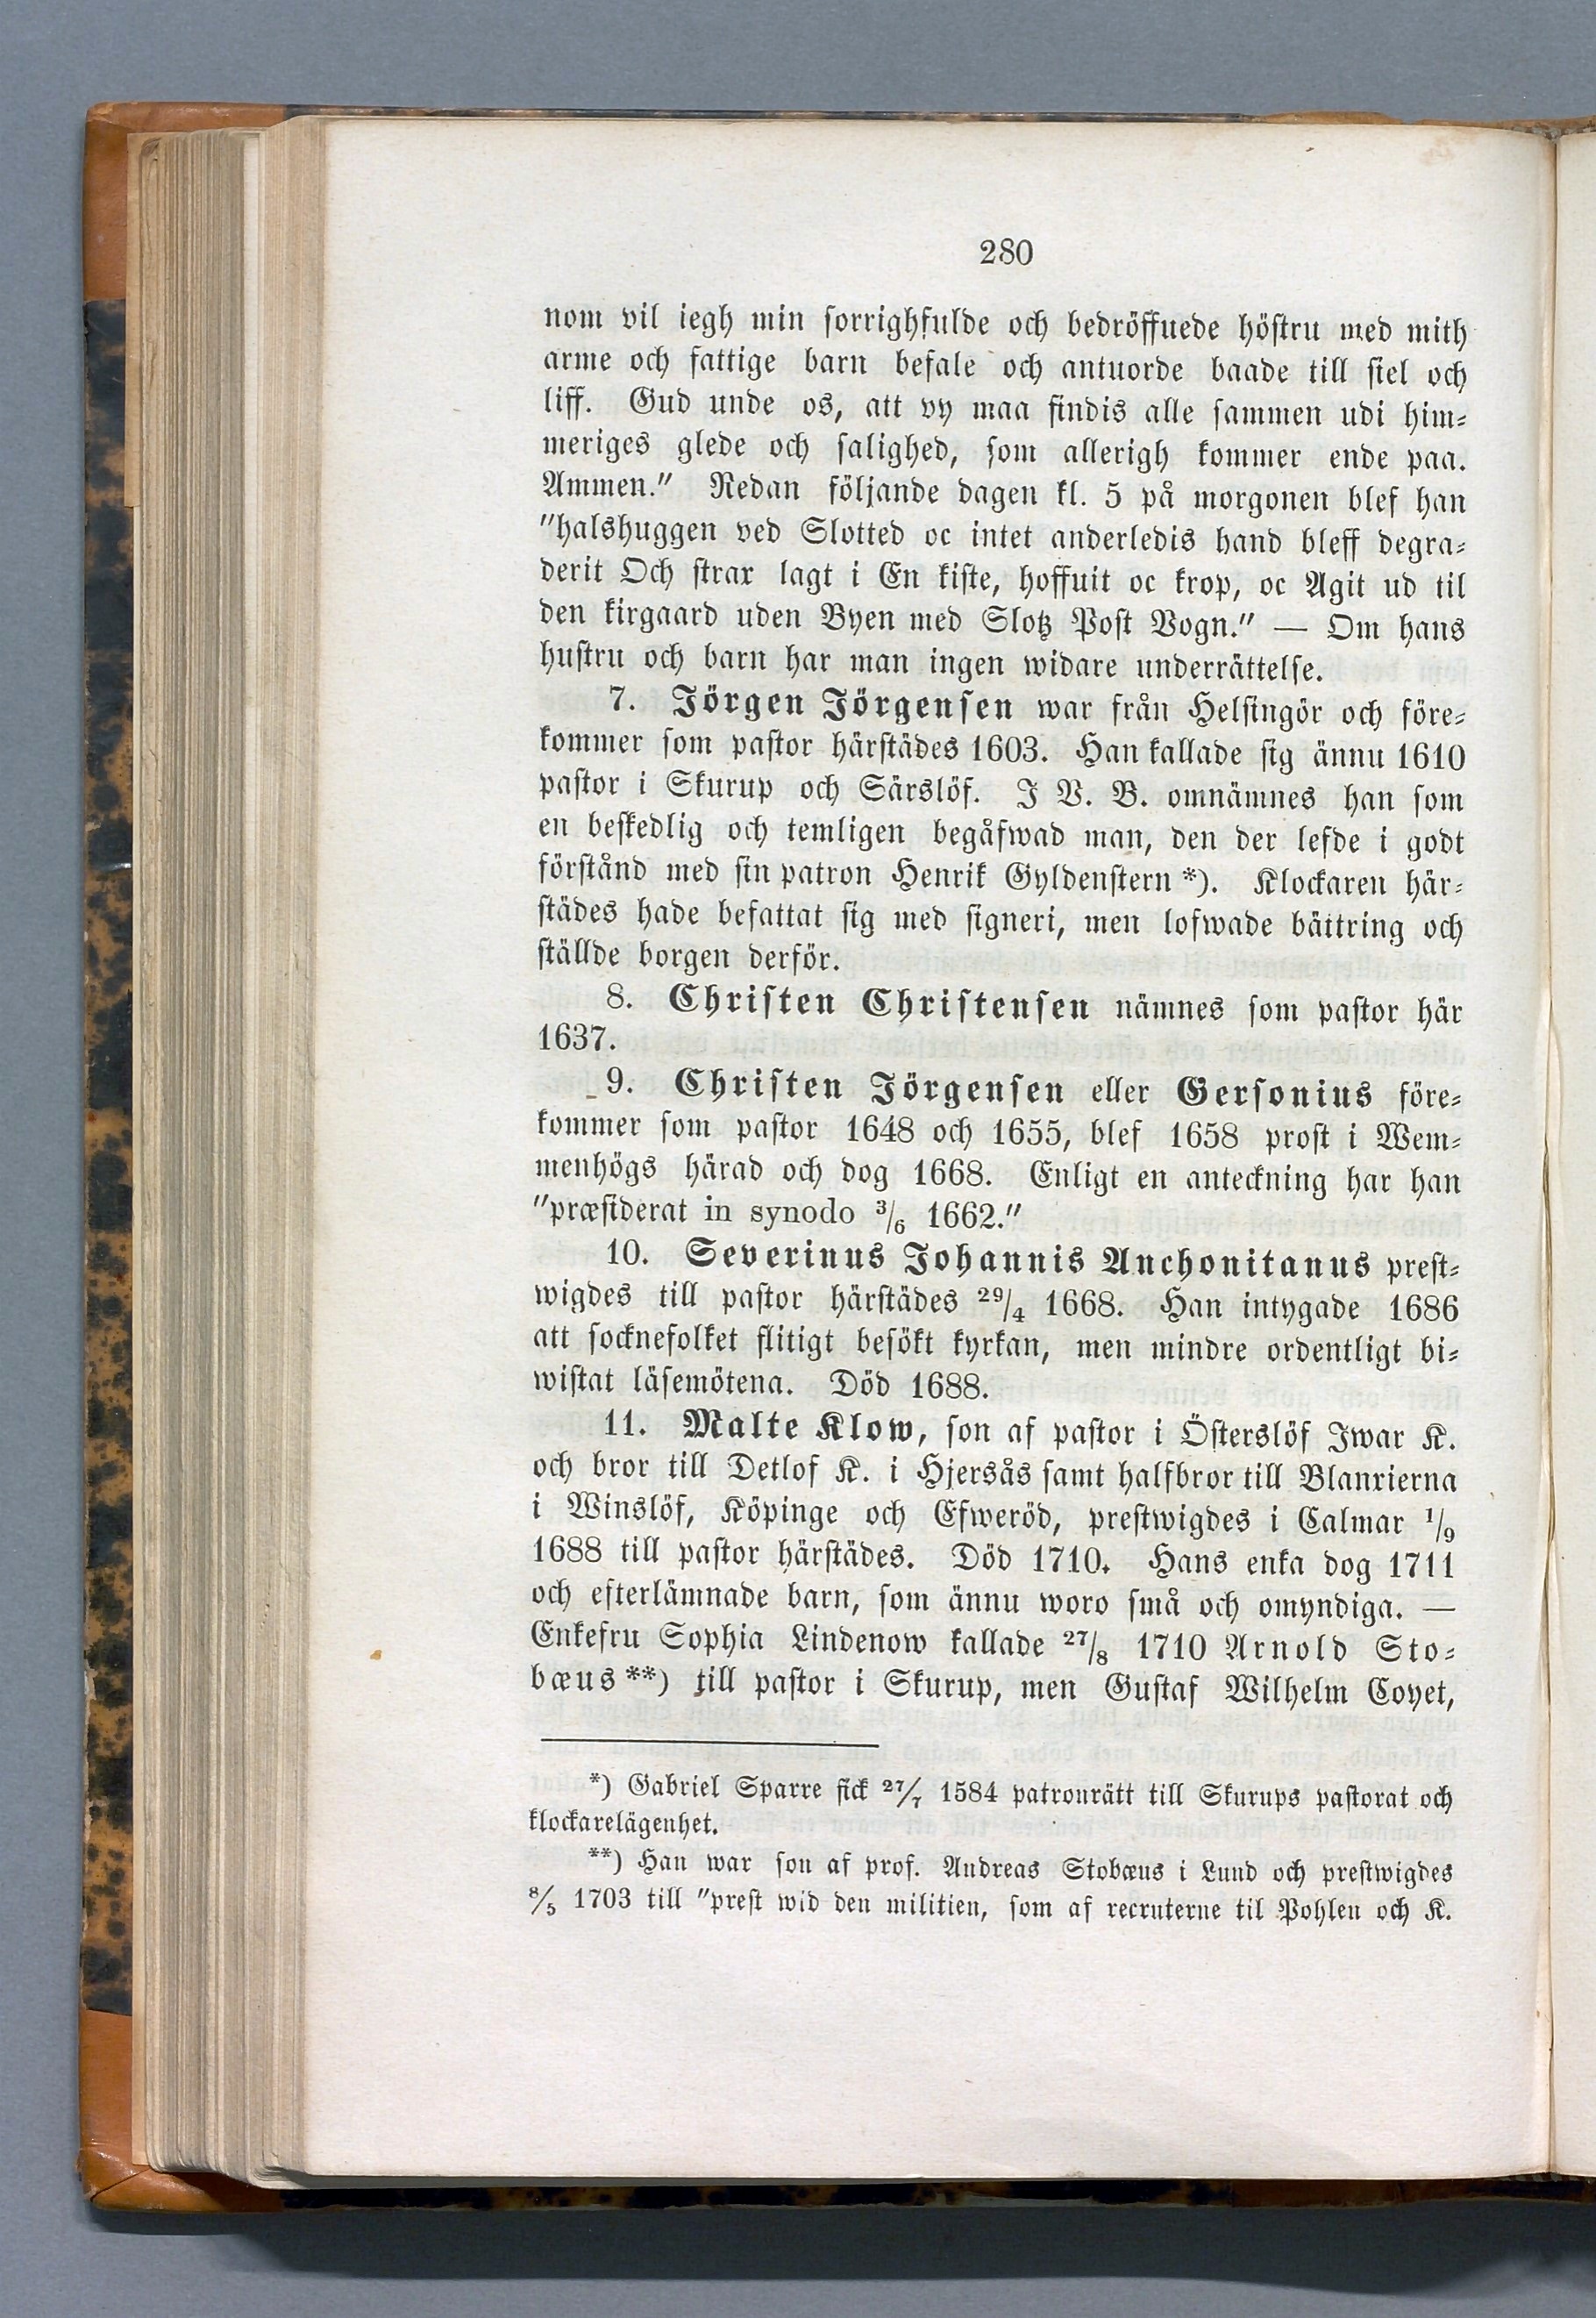 280
nom vil iegh min sorrighfulde och bedröffuede höstru med mith
arme och fattige barn befale och antuorde baade till siel och
liff. Gud unde os, att vy maa findis alle sammen udi him-
meriges glede och salighed, som allerigh kommer ende paa.
Ammen." Redan följande dagen kl. 5 på morgonen blef han
"halshuggen ved Slotted oc intet anderledis hand bleff degra-
derit Och strax lagt i En kiste, hoffuit oc krop, oc Agit ud til
den kirgaard uden Byen med Slotz Post Vogn." — Om hans
hustru och barn har man ingen widare underrättelse.
7. Jörgen Jörgensen war från Helsingör och före-
kommer som pastor härstädes 1603. Han kallade sig ännu 1610
pastor i Skurup och Särslöf. I V. B. omnämnes han som
en beskedlig och temligen begåfwad man, den der lefde i godt
förstånd med sin patron Henrik Gyldenstern *). Klockaren här-
städes hade befattat sig med signeri, men lofwade bättring och
ställde borgen derför.
8. Christen Christensen nämnes som pastor här
1637.
9. Christen Jörgensen eller Gersonius före-
kommer som pastor 1648 och 1655, blef 1658 prost i Wem-
menhögs härad och dog 1668. Enligt en anteckning har han
"præsiderat in synodo 3/6 1662."
10. Severinus Johannis Anchonitanus prest-
wigdes till pastor härstädes 29/4 1668. Han intygade 1686
att socknefolket flitigt besökt kyrkan, men mindre ordentligt bi-
wistat läsemötena. Död 1688.
11. Malte Klow, son af pastor i Österslöf Iwar K.
och bror till Detlof K. i Hjersås samt halfbror till Blanxierna
i Winslöf, Köpinge och Efweröd, prestwigdes i Calmar 1/9
1688 till pastor härstädes. Död 1710. Hans enka dog 1711
och efterlämnade barn, som ännu woro små och omyndiga. —
Enkefru Sophia Lindenow kallade 27/8 1710 Arnold Sto-
bæus **) till pastor i Skurup, men Gustaf Wilhelm Coyet,
*) Gabriel Sparre fick 27/7 1584 patronrätt till Skurups pastorat och
klockarelägenhet.
**) Han war son af prof. Andreas Stobæus i Lund och prestwigdes
8/5 1703 till "prest wid den militien, som af recruterne til Pohlen och K.